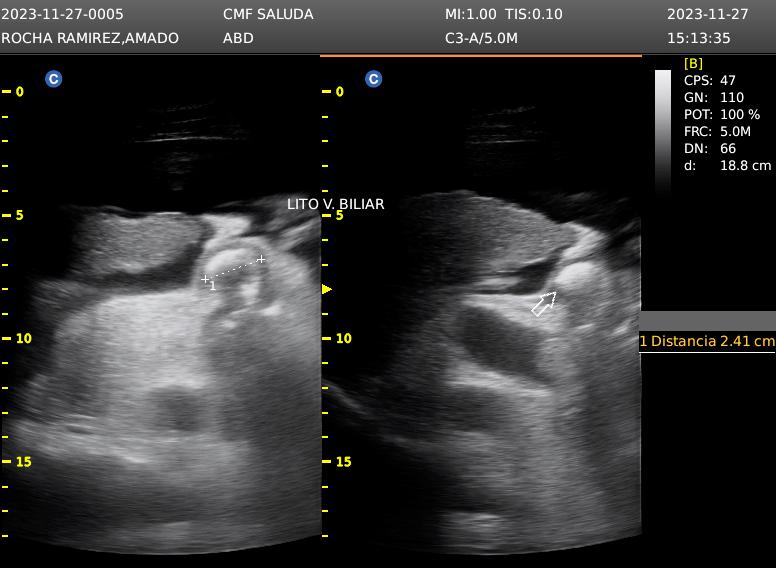 2023-11-27-0005 CMF SALUDA MI:1.00 TIS:0.10 2023-11-27
ROCHA RAMIREZ,AMADO ABD C3-A/5.0M 15:13:35
C C
[B]
CPS: 47
GN: 110
POT: 100 %
FRC: 5.0M
DN: 66
d: 18.8 cm
0 0
LITO V. BILIAR
5 5
1
10 10
1 Distancia 2.41 cm
15 15